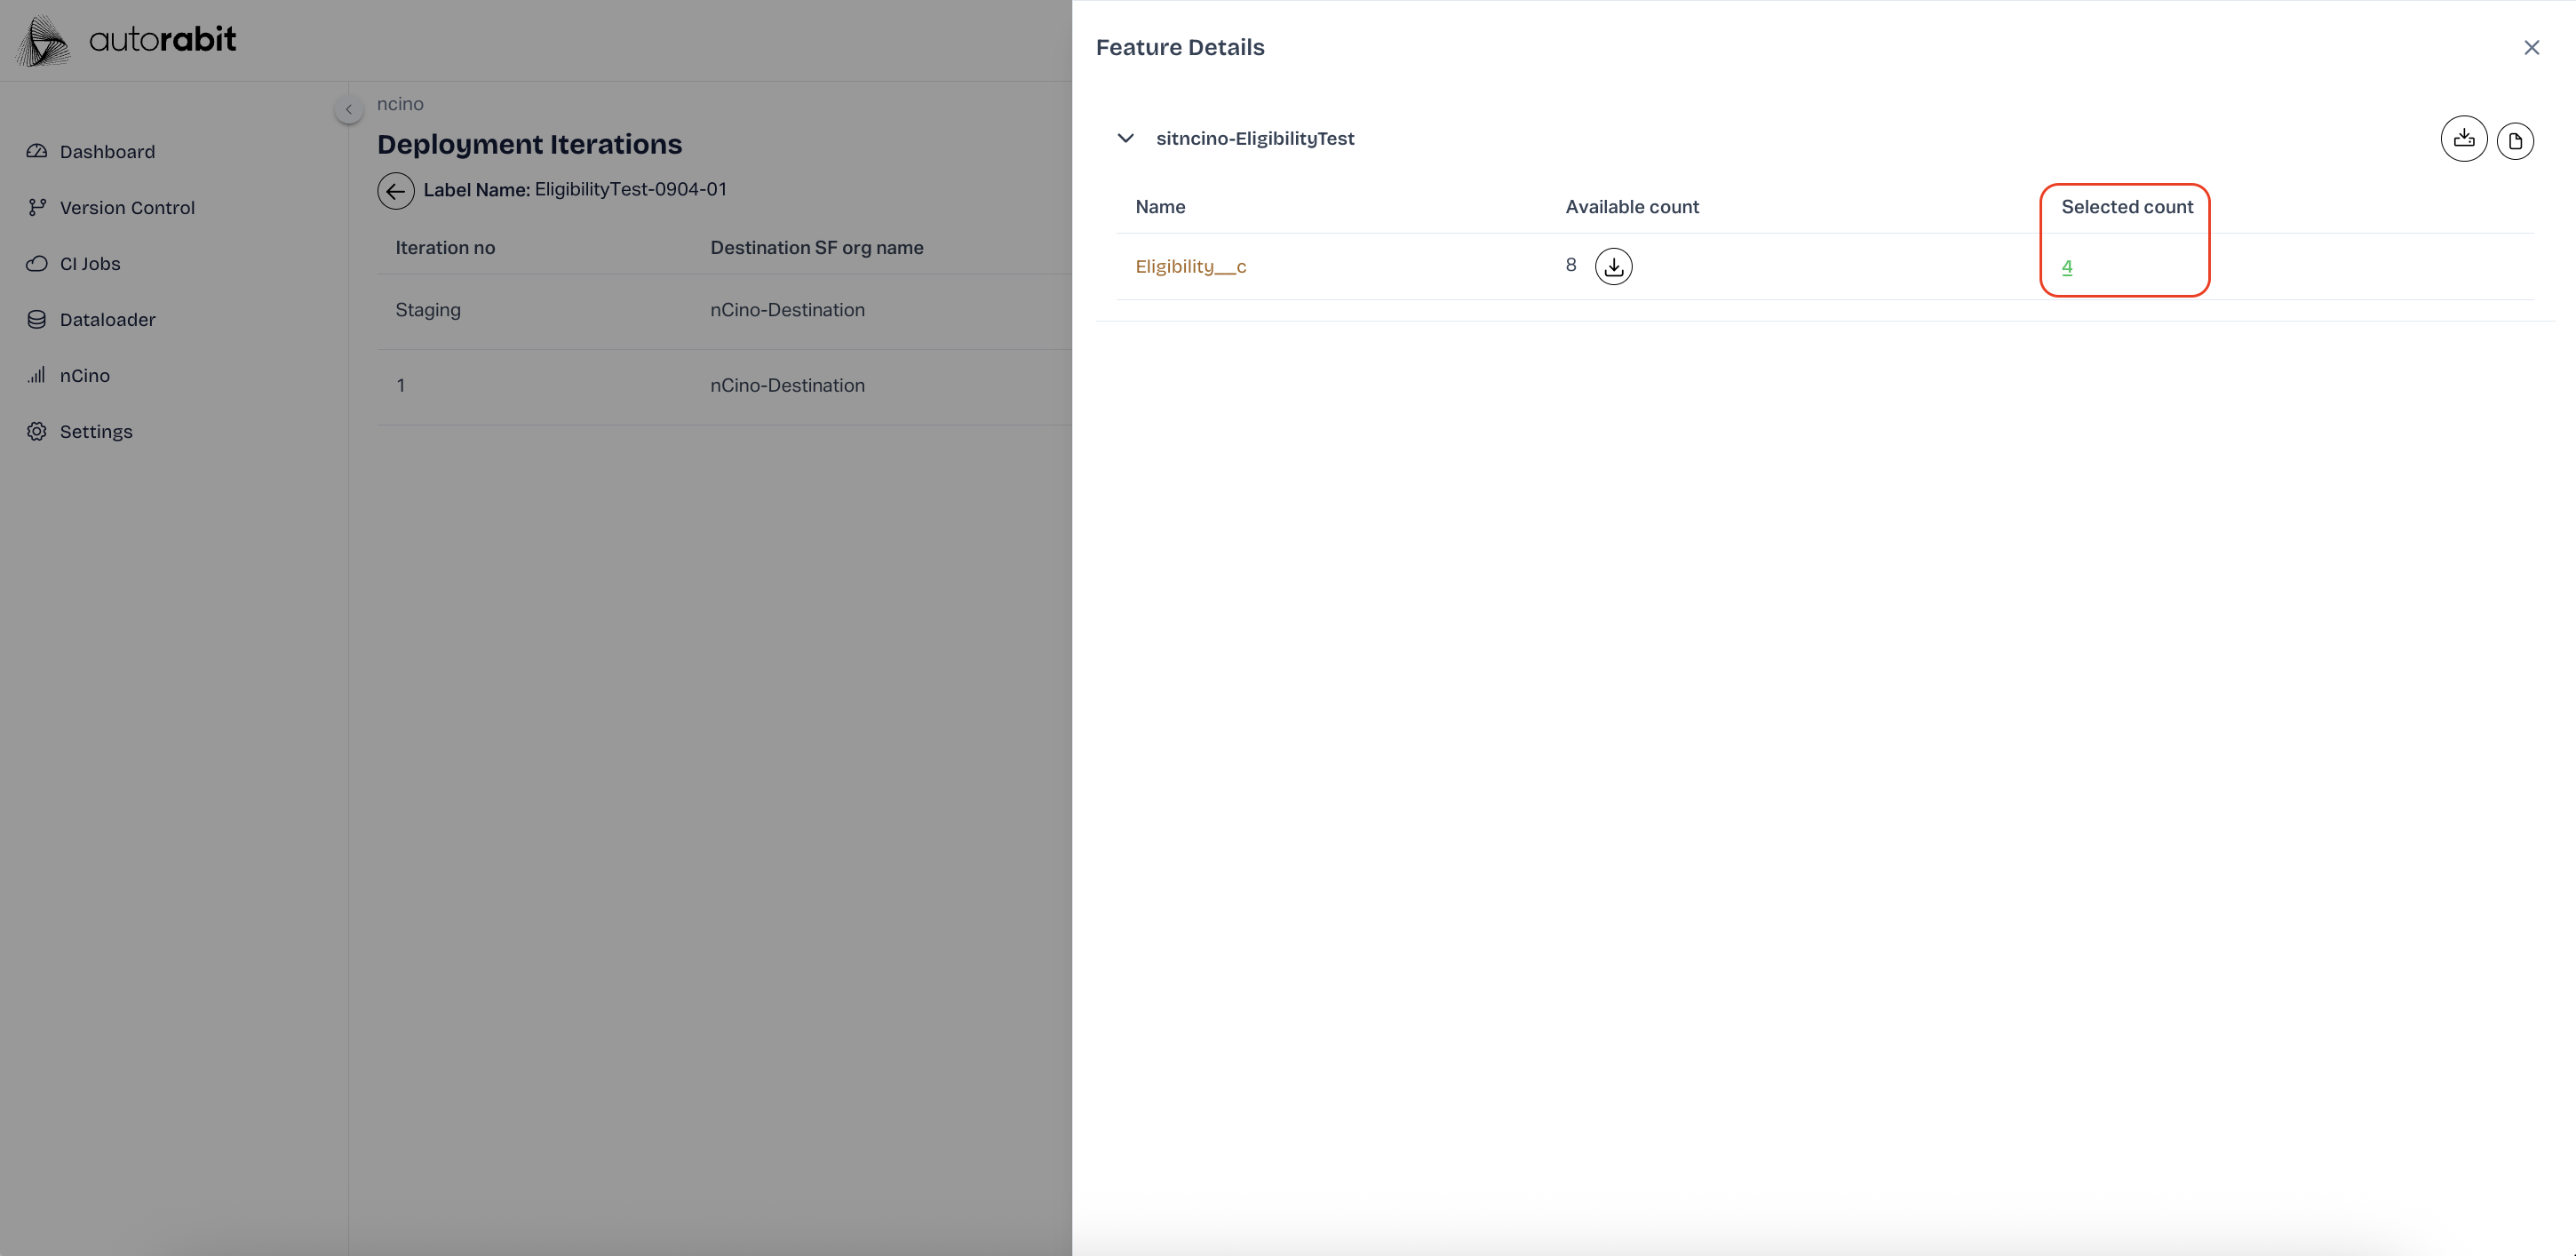 autorabit
Dashboard
Version Control
CI Jobs
Dataloader
nCino
Settings
ncino
Deployment Iterations
Label Name: EligibilityTest-0904-01
Iteration no Destination SF org name
Staging nCino-Destination
1 nCino-Destination
Feature Details
sitncino-EligibilityTest
Name Available count Selected count
Eligibility__c 8 4